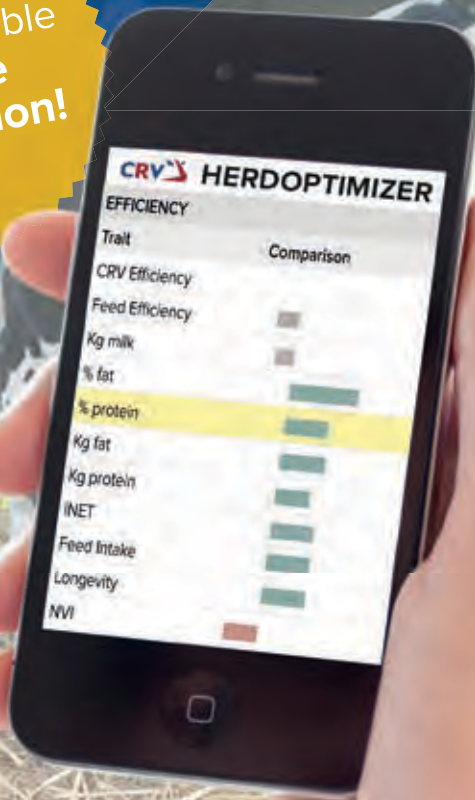 ble
e
ion!
CRV HERDOPTIMIZER
EFFICIENCY
Trait Comparison
CRV Efficiency
Feed Efficiency
Kg milk
% fat
% protein
Kg fat
Kg protein
INET
Feed Intake
Longevity
NVI